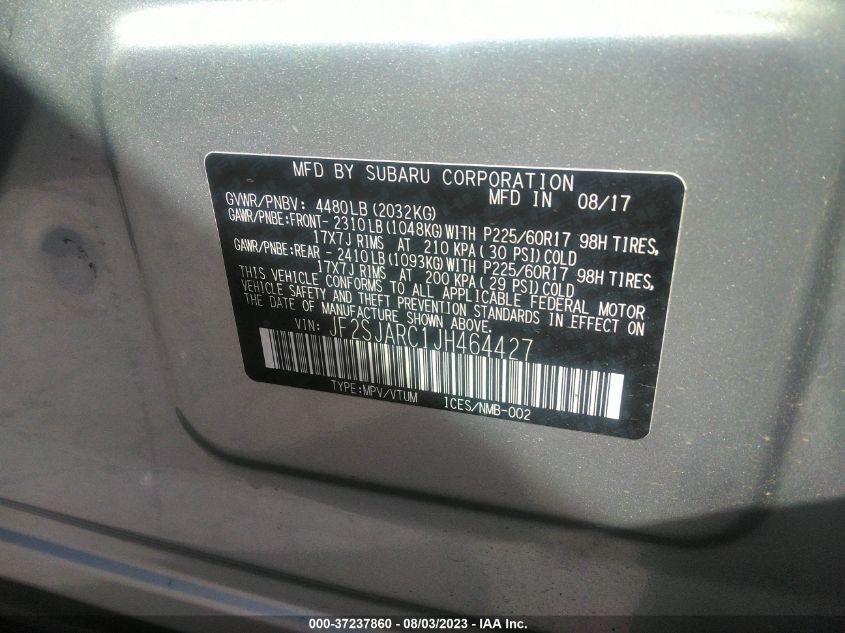 MFD BY SUBARU CORPORATION
MFD IN 08/17
GVWR/PNBV: 4480LB(2032KG)
GAWR/PNBE:FRONT-2310LB(1048KG)WITH P225/60R17 98H TIRES,
17X7J RIMS AT 210 KPA(30 PSI)COLD
GAWR/PNBE:REAR -2410LB(1093KG)WITH P225/60R17 98H TIRES,
17X7J RIMS AT 200 KPA(29 PSI)COLD
THIS VEHICLE CONFORMS TO ALL APPLICABLE FEDERAL MOTOR
VEHICLE SAFETY AND THEFT PREVENTION STANDARDS IN EFFECT ON
THE DATE OF MANUFACTURE SHOWN ABOVE.
VIN: JF2SJARC1JH464427
TYPE:MPV/VTUM ICES/NMB-002
000-37237860 - 08/03/2023 - © IAA Inc.